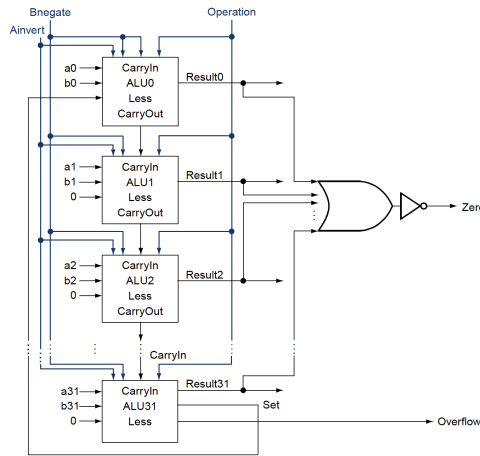 Bnegate
Operation
Ainvert
a0
CarryIn
Result0
b0
ALU0
Less
CarryOut
a1
CarryIn
Result1
b1
ALU1
0
Less
CarryOut
Zero
a2
CarryIn
Result2
b2
ALU2
0
Less
CarryOut
CarryIn
a31
CarryIn
Result31
b31
ALU31
Set
0
Less
Overflow